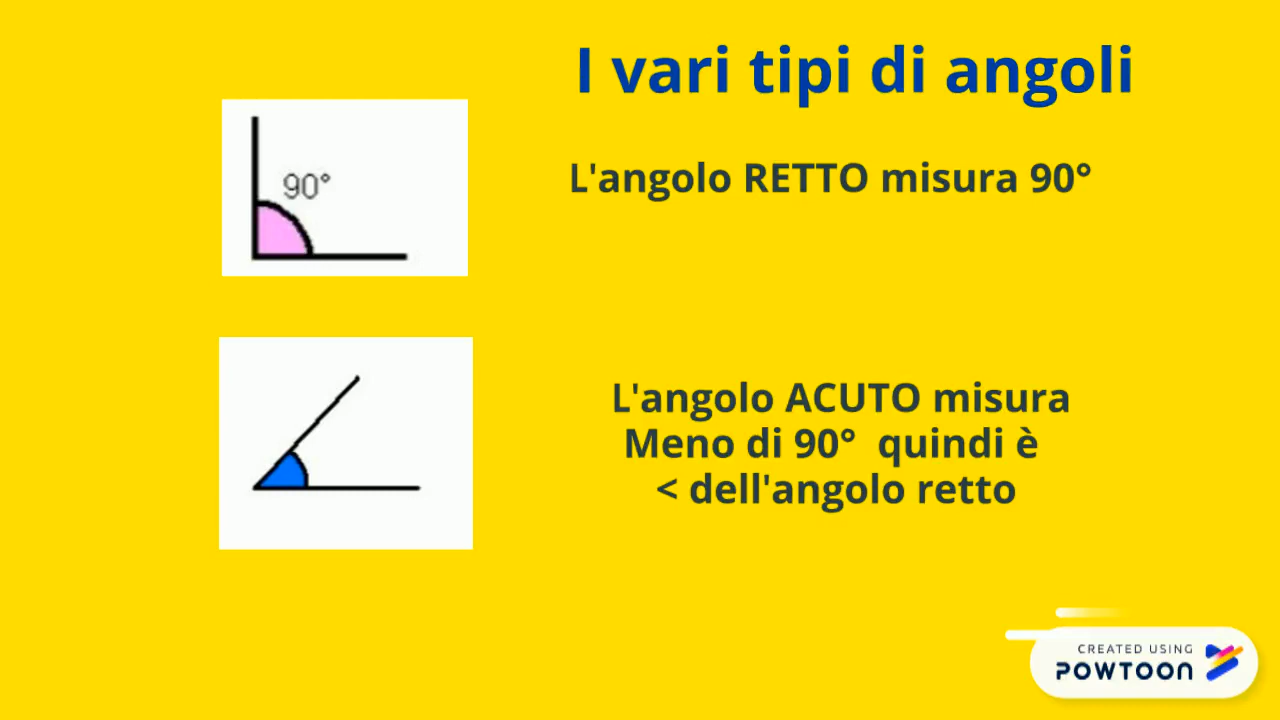 I vari tipi di angoli
90°
L'angolo RETTO misura 90°
L'angolo ACUTO misura
Meno di 90°  quindi è
< dell'angolo retto
CREATED USING
POWTOON